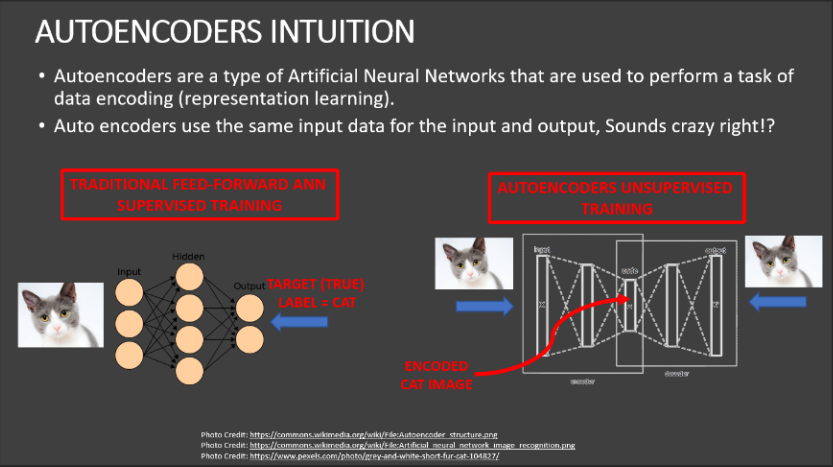 AUTOENCODERS INTUITION
• Autoencoders are a type of Artificial Neural Networks that are used to perform a task of
data encoding (representation learning).
• Auto encoders use the same input data for the input and output, Sounds crazy right!?
TRADITIONAL FEED-FORWARD ANN
SUPERVISED TRAINING
Input
Hidden
Output
TARGET (TRUE)
LABEL = CAT
AUTOENCODERS UNSUPERVISED
TRAINING
input
code
output
X
X'
encoder
decoder
ENCODED
CAT IMAGE
Photo Credit: https://commons.wikimedia.org/wiki/File:Autoencoder_structure.png
Photo Credit: https://commons.wikimedia.org/wiki/File:Artificial_neural_network_image_recognition.png
Photo Credit: https://www.pexels.com/photo/grey-and-white-short-fur-cat-104827/